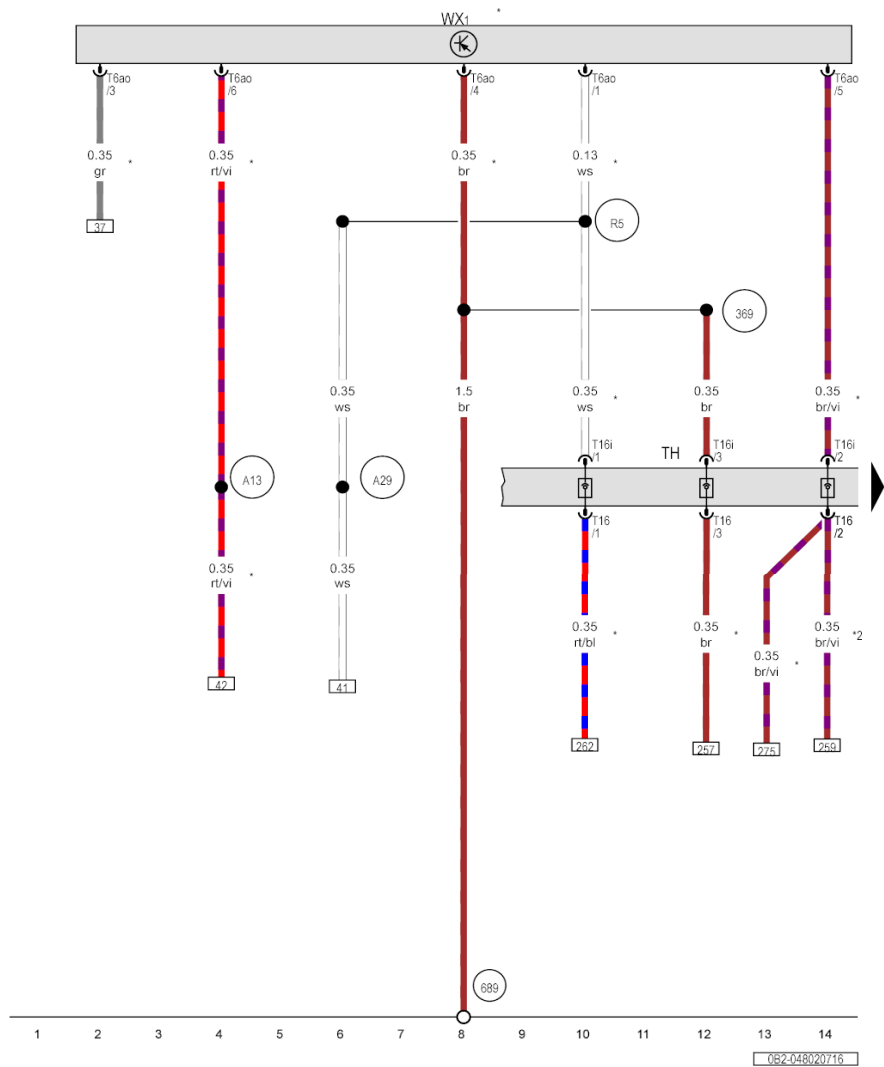 WX1 *
T6ao
/3
T6ao
/6
T6ao
/4
T6ao
/1
T6ao
/5
0.35
gr *
0.35
rt/vi *
0.35
br *
0.13
ws *
37
R5
369
0.35
ws
1.5
br
0.35
ws *
0.35
br
0.35
br/vi *
TH
T16i
/1
T16i
/3
T16i
/2
A13
A29
T16
/1
T16
/3
T16
/2
0.35
rt/vi *
0.35
ws
0.35
rt/bl *
0.35
br *
0.35
br/vi *
0.35
br/vi *2
42
41
262
257
275
259
689
1 2 3 4 5 6 7 8 9 10 11 12 13 14
0B2-048020716